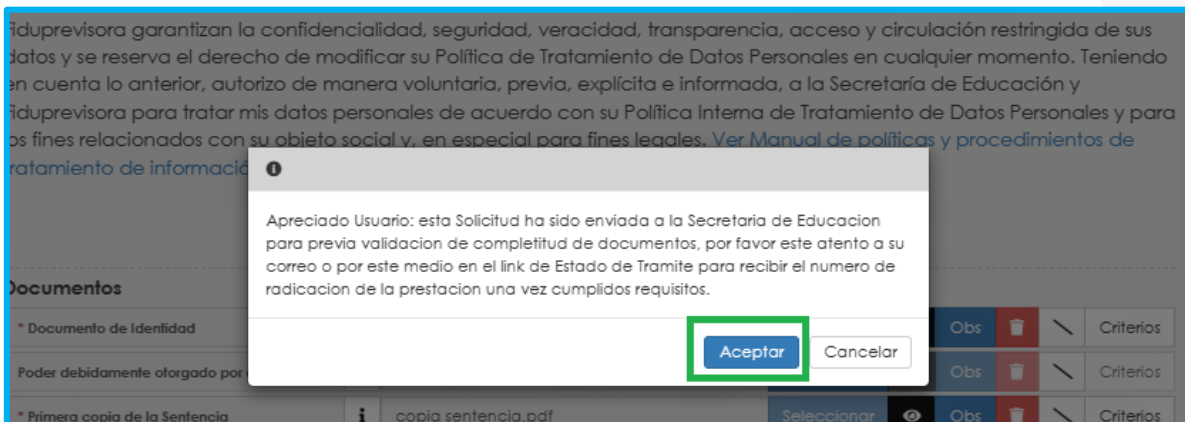 iduprevisora garantizan la confidencialidad, seguridad, veracidad, transparencia, acceso y circulación restringida de sus
datos y se reserva el derecho de modificar su Política de Tratamiento de Datos Personales en cualquier momento. Teniendo
en cuenta lo anterior, autorizo de manera voluntaria, previa, explícita e informada, a la Secretaría de Educación y
iduprevisora para tratar mis datos personales de acuerdo con su Política Interna de Tratamiento de Datos Personales y para
os fines relacionados con su objeto social y, en especial para fines legales. Ver Manual de políticas y procedimientos de
ratamiento de informació
Apreciado Usuario: esta Solicitud ha sido enviada a la Secretaria de Educacion
para previa validacion de completitud de documentos, por favor este atento a su
correo o por este medio en el link de Estado de Tramite para recibir el numero de
radicacion de la prestacion una vez cumplidos requisitos.
Aceptar Cancelar
Documentos
* Documento de Identidad Obs Criterios
Poder debidamente otorgado por Obs Criterios
* Primera copia de la Sentencia i copia sentencia.pdf Seleccionar Obs Criterios